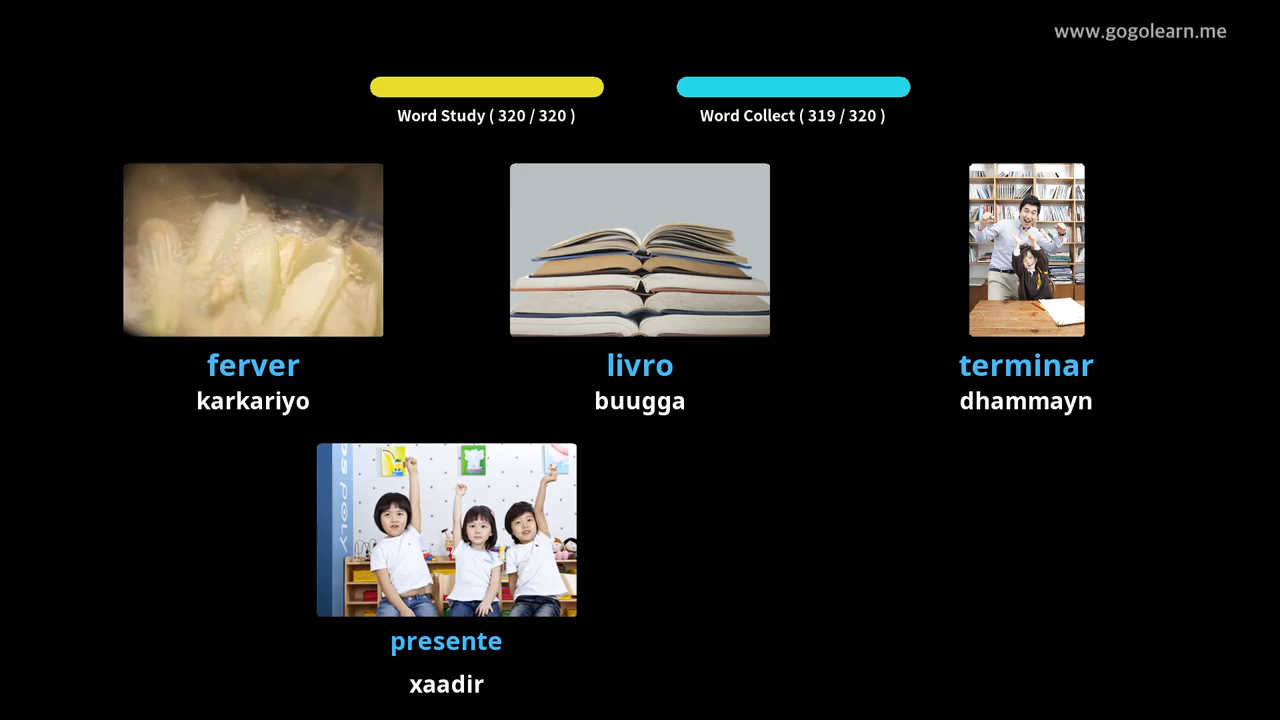 www.gogolearn.me
Word Study ( 320 / 320 )
Word Collect ( 319 / 320 )
ferver
karkariyo
livro
buugga
terminar
dhammayn
POLY
presente
xaadir